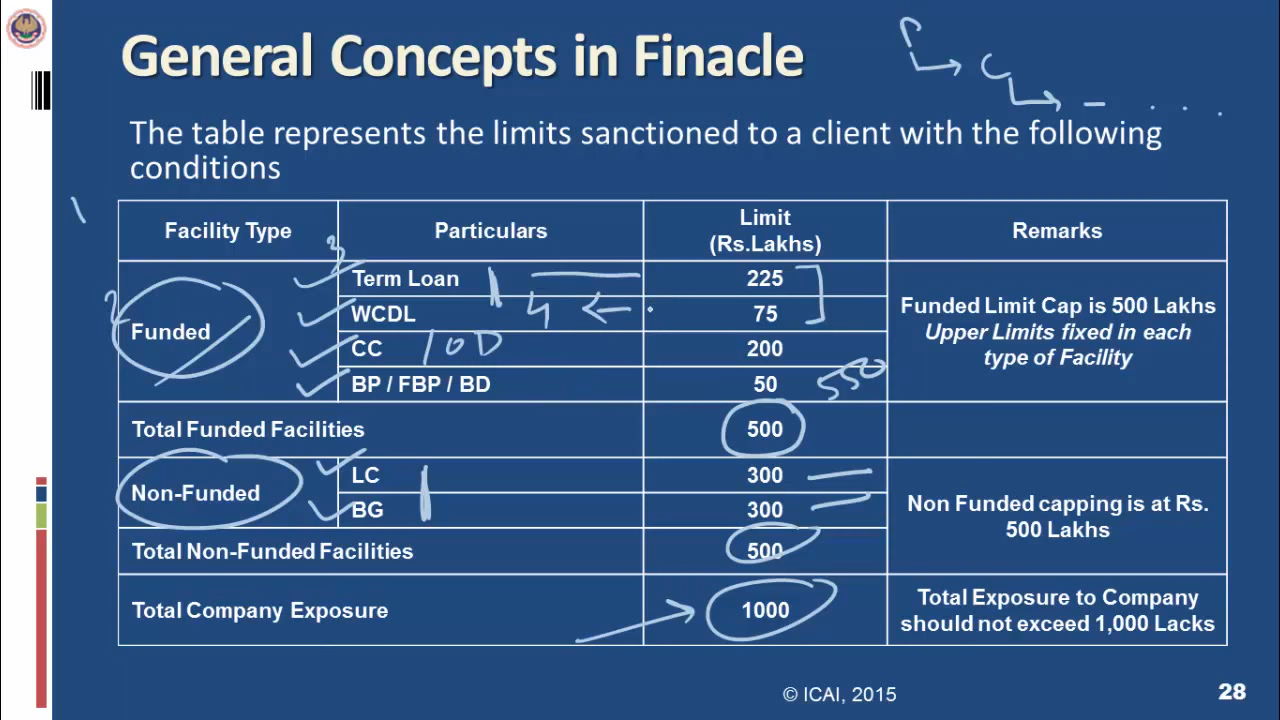 General Concepts in Finacle
The table represents the limits sanctioned to a client with the following
conditions
Facility Type
Particulars
Limit
(Rs.Lakhs)
Remarks
Funded
Term Loan
225
Funded Limit Cap is 500 Lakhs
Upper Limits fixed in each
type of Facility
WCDL
4
75
CC
/ OD
200
BP / FBP / BD
50
550
Total Funded Facilities
500
Non-Funded
LC
300
Non Funded capping is at Rs.
500 Lakhs
BG
300
Total Non-Funded Facilities
500
Total Company Exposure
1000
Total Exposure to Company
should not exceed 1,000 Lacks
© ICAI, 2015
28